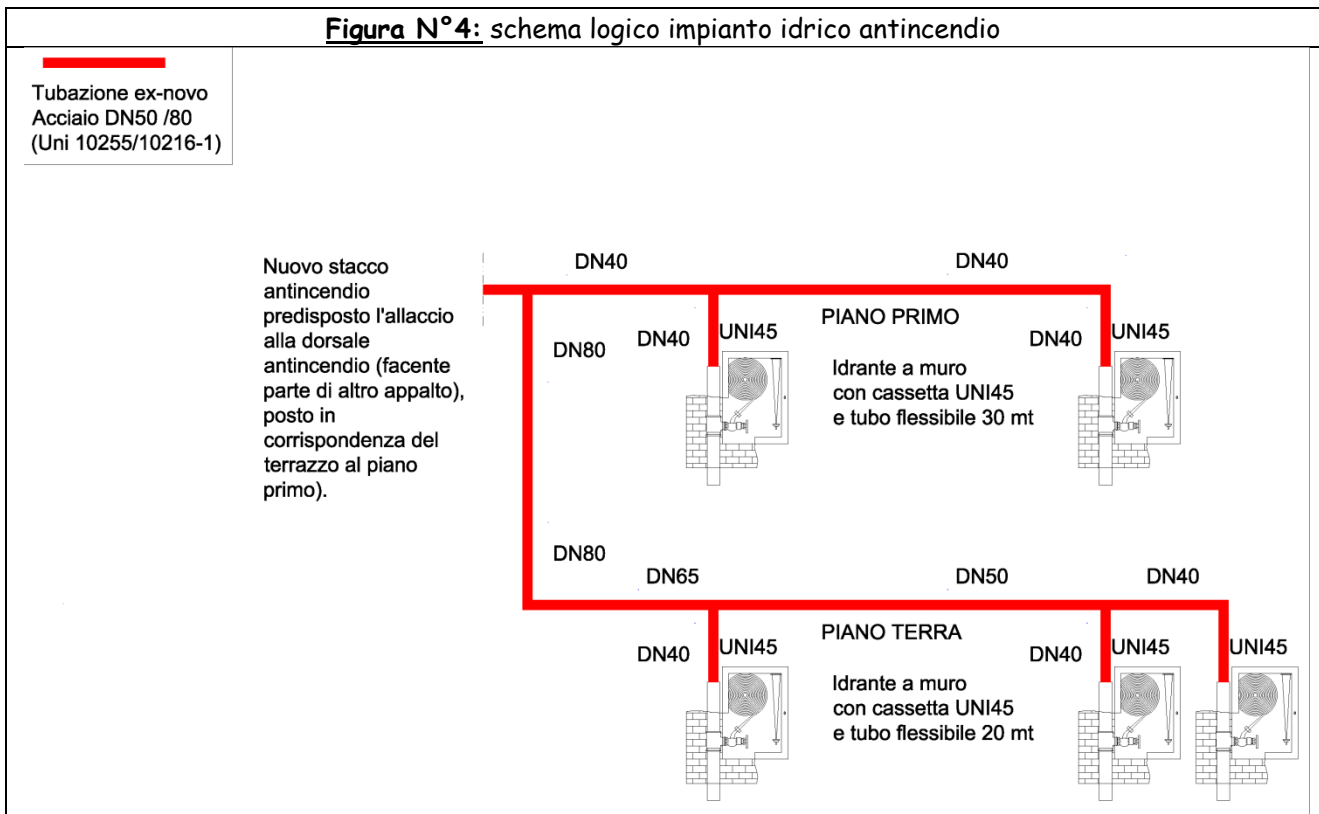 Figura N°4: schema logico impianto idrico antincendio
Tubazione ex-novo
Acciaio DN50 /80
(Uni 10255/10216-1)
Nuovo stacco
antincendio
predisposto l'allaccio
alla dorsale
antincendio (facente
parte di altro appalto),
posto in
corrispondenza del
terrazzo al piano
primo).
DN40
DN40
DN80
DN40
UNI45
PIANO PRIMO
Idrante a muro
con cassetta UNI45
e tubo flessibile 30 mt
DN40
UNI45
DN80
DN65
DN50
DN40
DN40
UNI45
PIANO TERRA
Idrante a muro
con cassetta UNI45
e tubo flessibile 20 mt
DN40
UNI45
UNI45